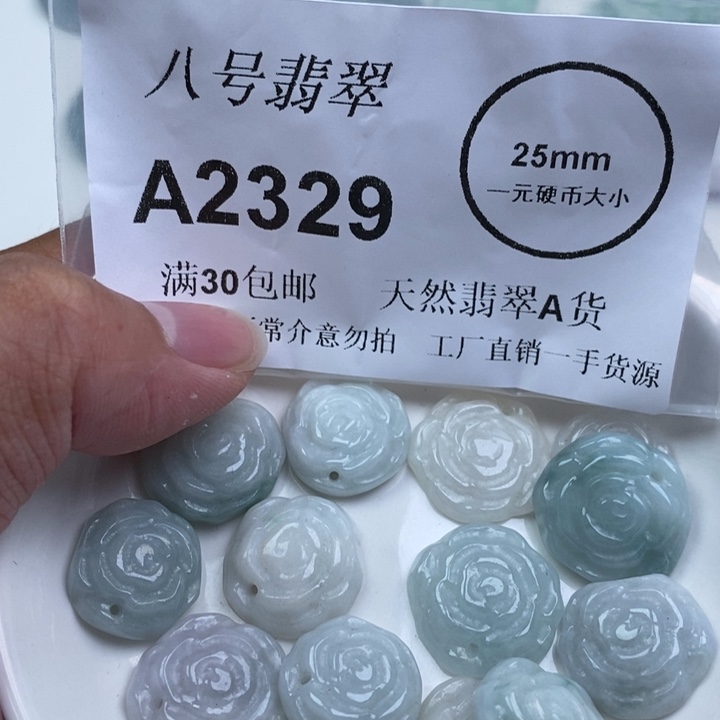 八号翡翠
25mm
一元硬币大小
A2329
满30包邮
天然翡翠A货
常介意勿拍
工厂直销一手货源